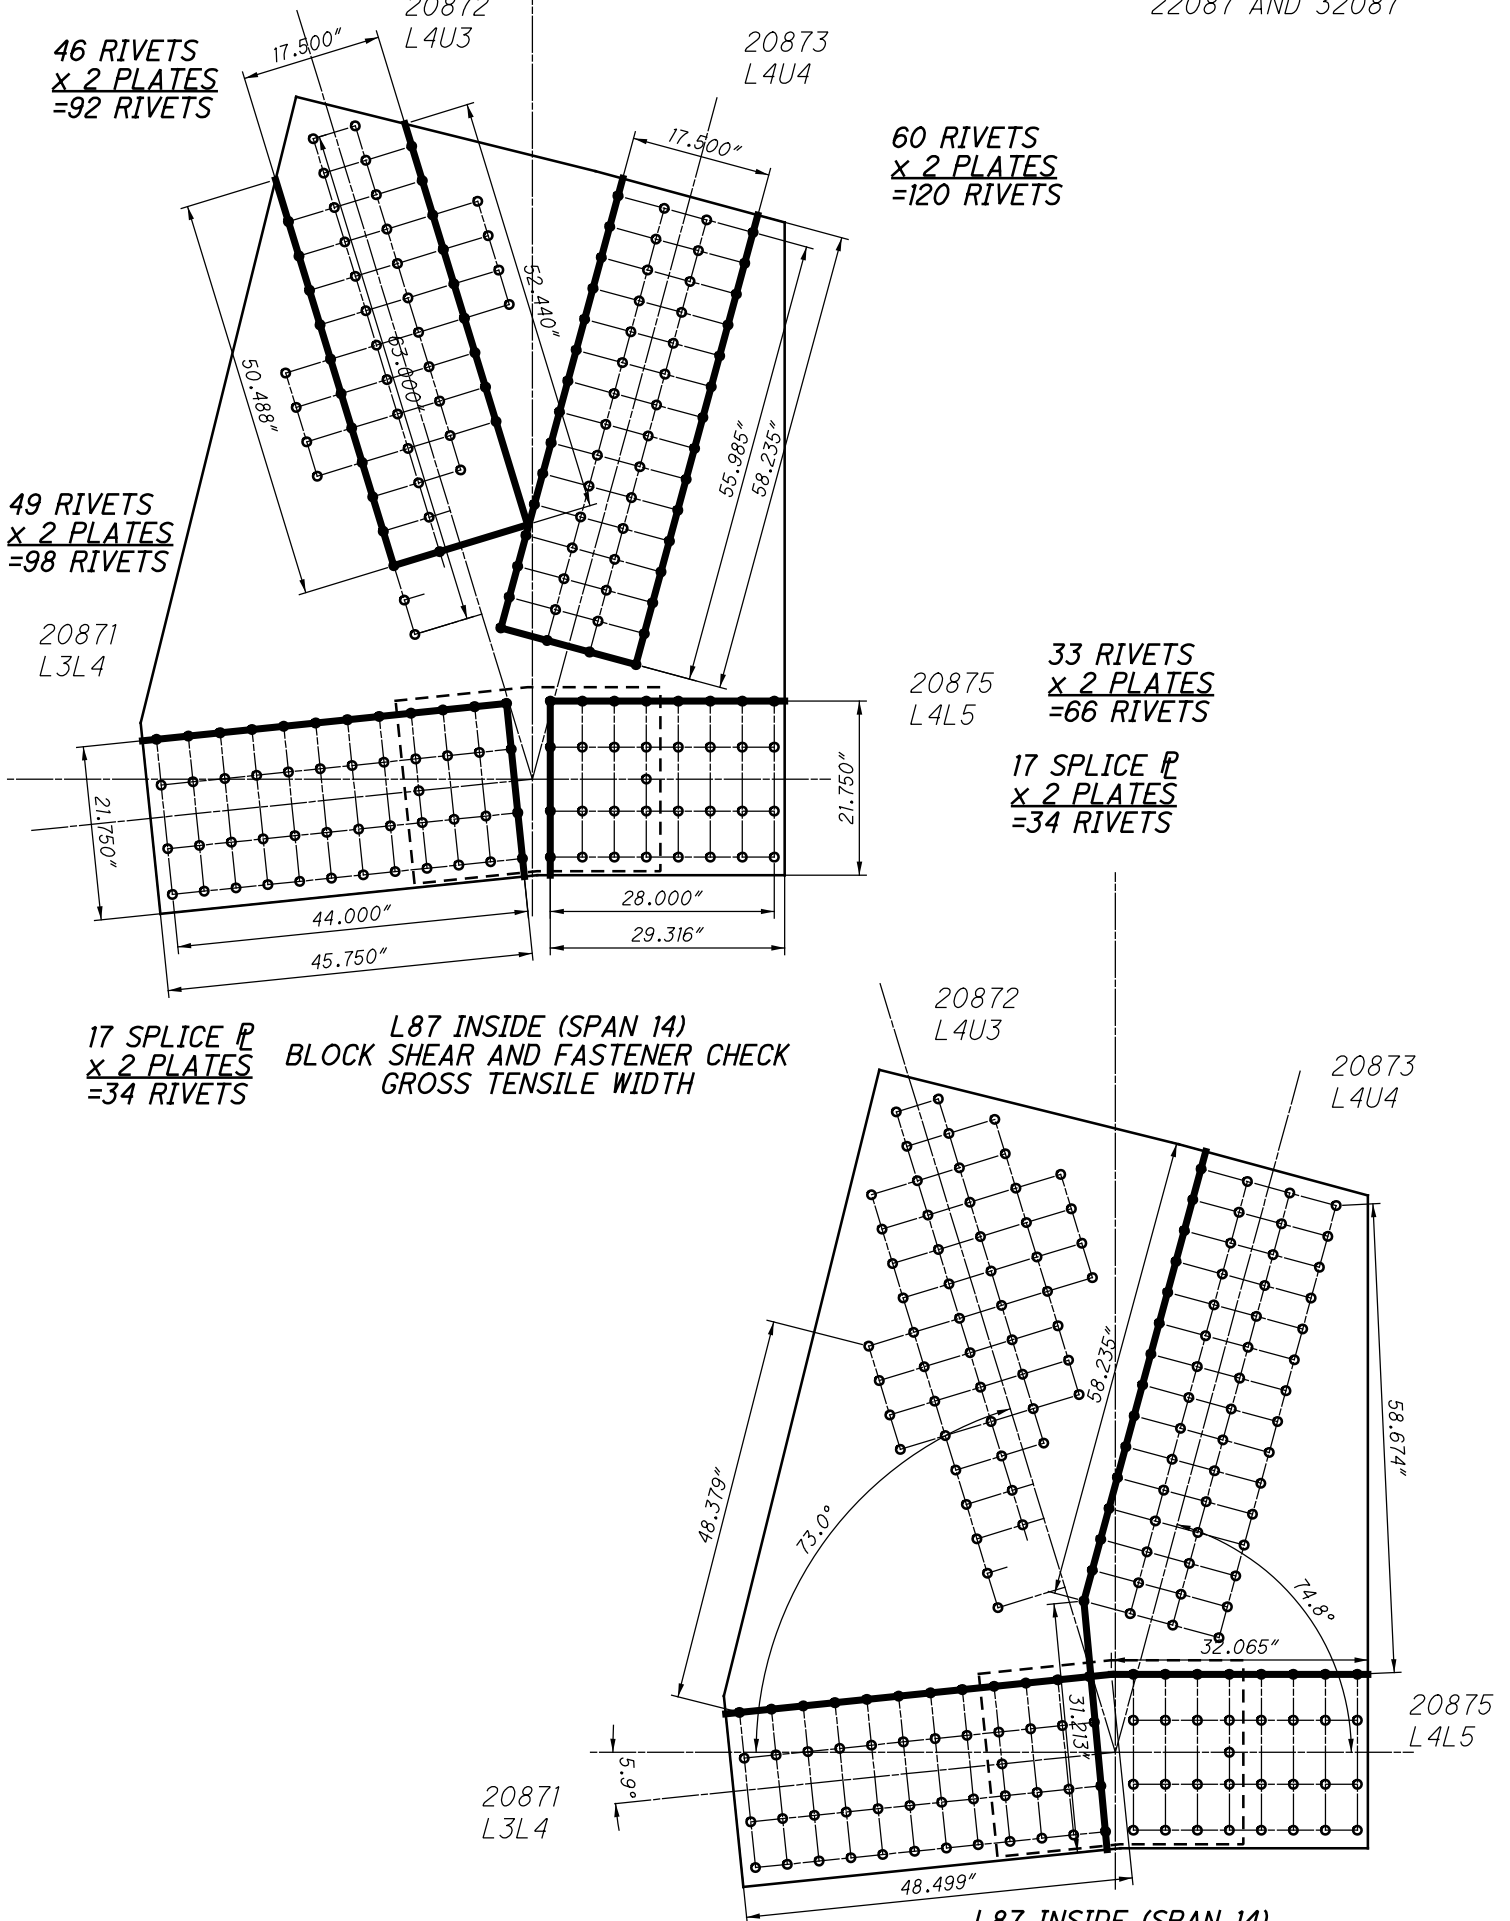 20872
L4U3
22087 AND 32087
46 RIVETS
x 2 PLATES
=92 RIVETS
17.500"
20873
L4U4
17.500"
60 RIVETS
x 2 PLATES
=120 RIVETS
52.440"
63.000"
50.488"
55.985"
58.235"
49 RIVETS
x 2 PLATES
=98 RIVETS
20871
L3L4
20875
L4L5
33 RIVETS
x 2 PLATES
=66 RIVETS
17 SPLICE ℄
x 2 PLATES
=34 RIVETS
21.750"
21.750"
28.000"
29.316"
44.000"
45.750"
17 SPLICE ℄
x 2 PLATES
=34 RIVETS
L87 INSIDE (SPAN 14)
BLOCK SHEAR AND FASTENER CHECK
GROSS TENSILE WIDTH
20872
L4U3
20873
L4U4
58.235"
58.674"
48.379"
73.0°
74.8°
32.065"
31.213"
5.9°
20871
L3L4
20875
L4L5
48.499"
L87 INSIDE (SPAN 14)